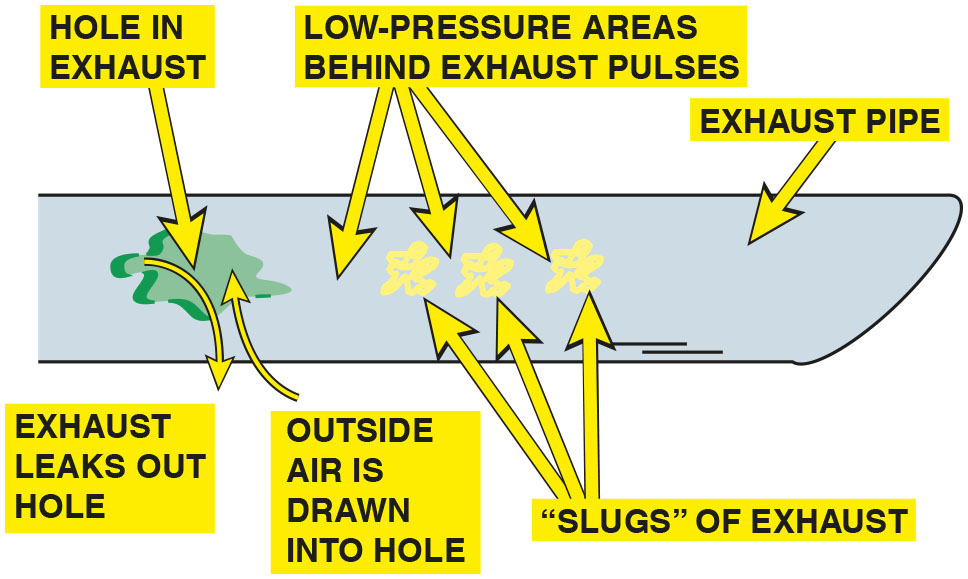 HOLE IN
EXHAUST
LOW-PRESSURE AREAS
BEHIND EXHAUST PULSES
EXHAUST PIPE
EXHAUST
LEAKS OUT
HOLE
OUTSIDE
AIR IS
DRAWN
INTO HOLE
“SLUGS” OF EXHAUST